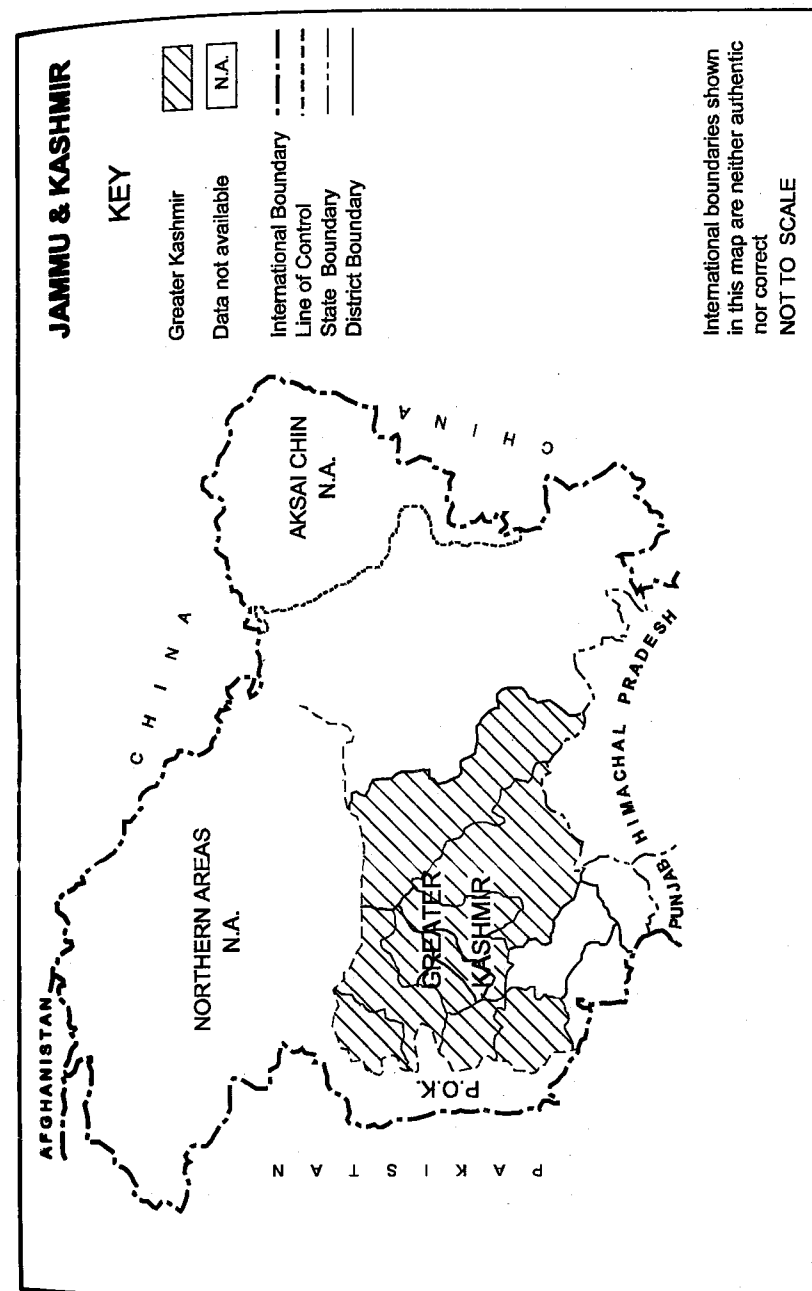 JAMMU & KASHMIR
KEY
Greater Kashmir
Data not available
N.A.
International Boundary
Line of Control
State Boundary
District Boundary
AFGHANISTAN
CHINA
NORTHERN AREAS
N.A.
AKSAI CHIN
N.A.
CHINA
PAKISTAN
P.O.K.
GREATER
KASHMIR
HIMACHAL PRADESH
PUNJAB
International boundaries shown
in this map are neither authentic
nor correct
NOT TO SCALE